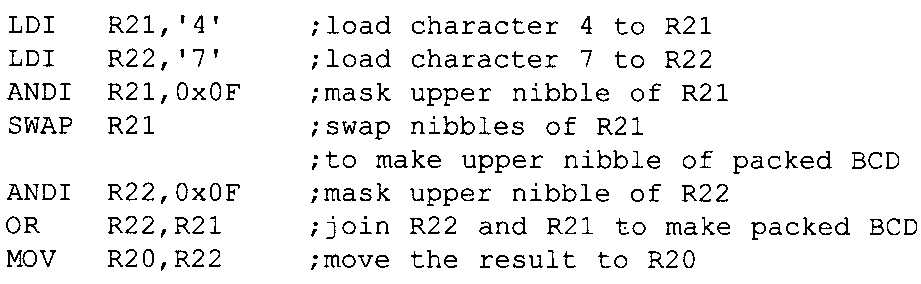 LDI R21,'4' ;load character 4 to R21
LDI R22,'7' ;load character 7 to R22
ANDI R21,0x0F ;mask upper nibble of R21
SWAP R21 ;swap nibbles of R21
;to make upper nibble of packed BCD
ANDI R22,0x0F ;mask upper nibble of R22
OR R22,R21 ;join R22 and R21 to make packed BCD
MOV R20,R22 ;move the result to R20